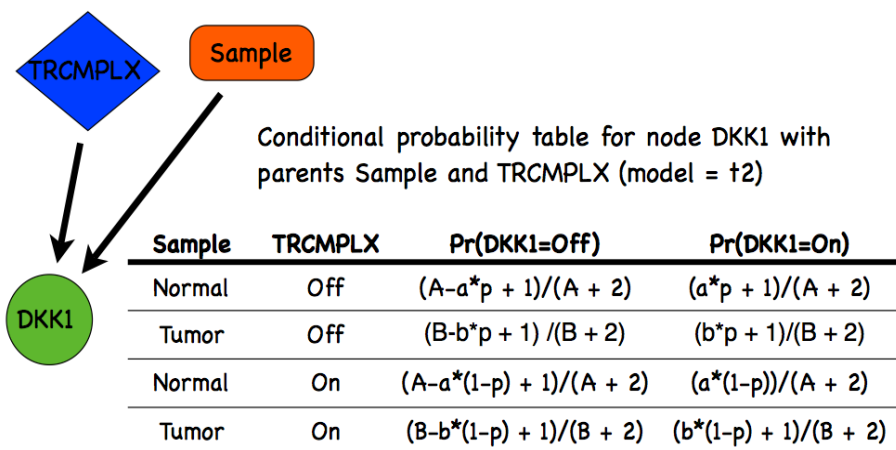 TRCMPLX
Sample
Conditional probability table for node DKK1 with
parents Sample and TRCMPLX (model = t2)
Sample TRCMPLX Pr(DKK1=Off) Pr(DKK1=On)
Normal Off (A-a*p + 1)/(A + 2) (a*p + 1)/(A + 2)
DKK1
Tumor Off (B-b*p + 1) /(B + 2) (b*p + 1)/(B + 2)
Normal On (A-a*(1-p) + 1)/(A + 2) (a*(1-p))/(A + 2)
Tumor On (B-b*(1-p) + 1)/(B + 2) (b*(1-p) + 1)/(B + 2)